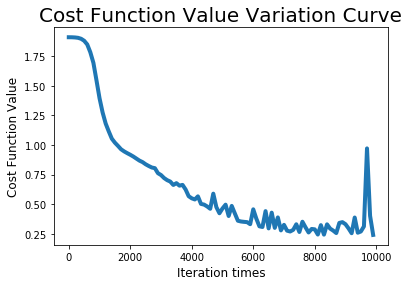 Cost Function Value Variation Curve
Cost Function Value
1.75
1.50
1.25
1.00
0.75
0.50
0.25
0 2000 4000 6000 8000 10000
Iteration times